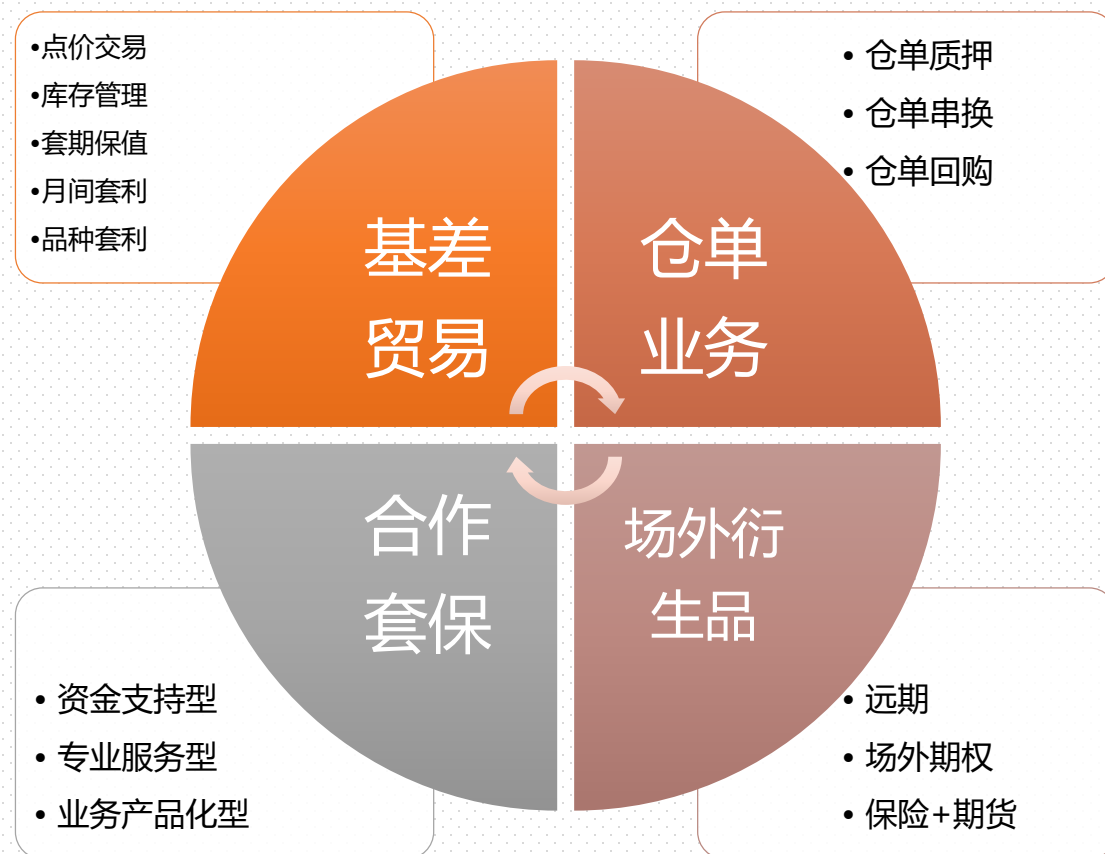 •点价交易
•库存管理
•套期保值
•月间套利
•品种套利
基差
贸易
• 仓单质押
• 仓单串换
• 仓单回购
仓单
业务
合作
套保
• 资金支持型
• 专业服务型
• 业务产品化型
场外衍
生品
• 远期
• 场外期权
• 保险+期货